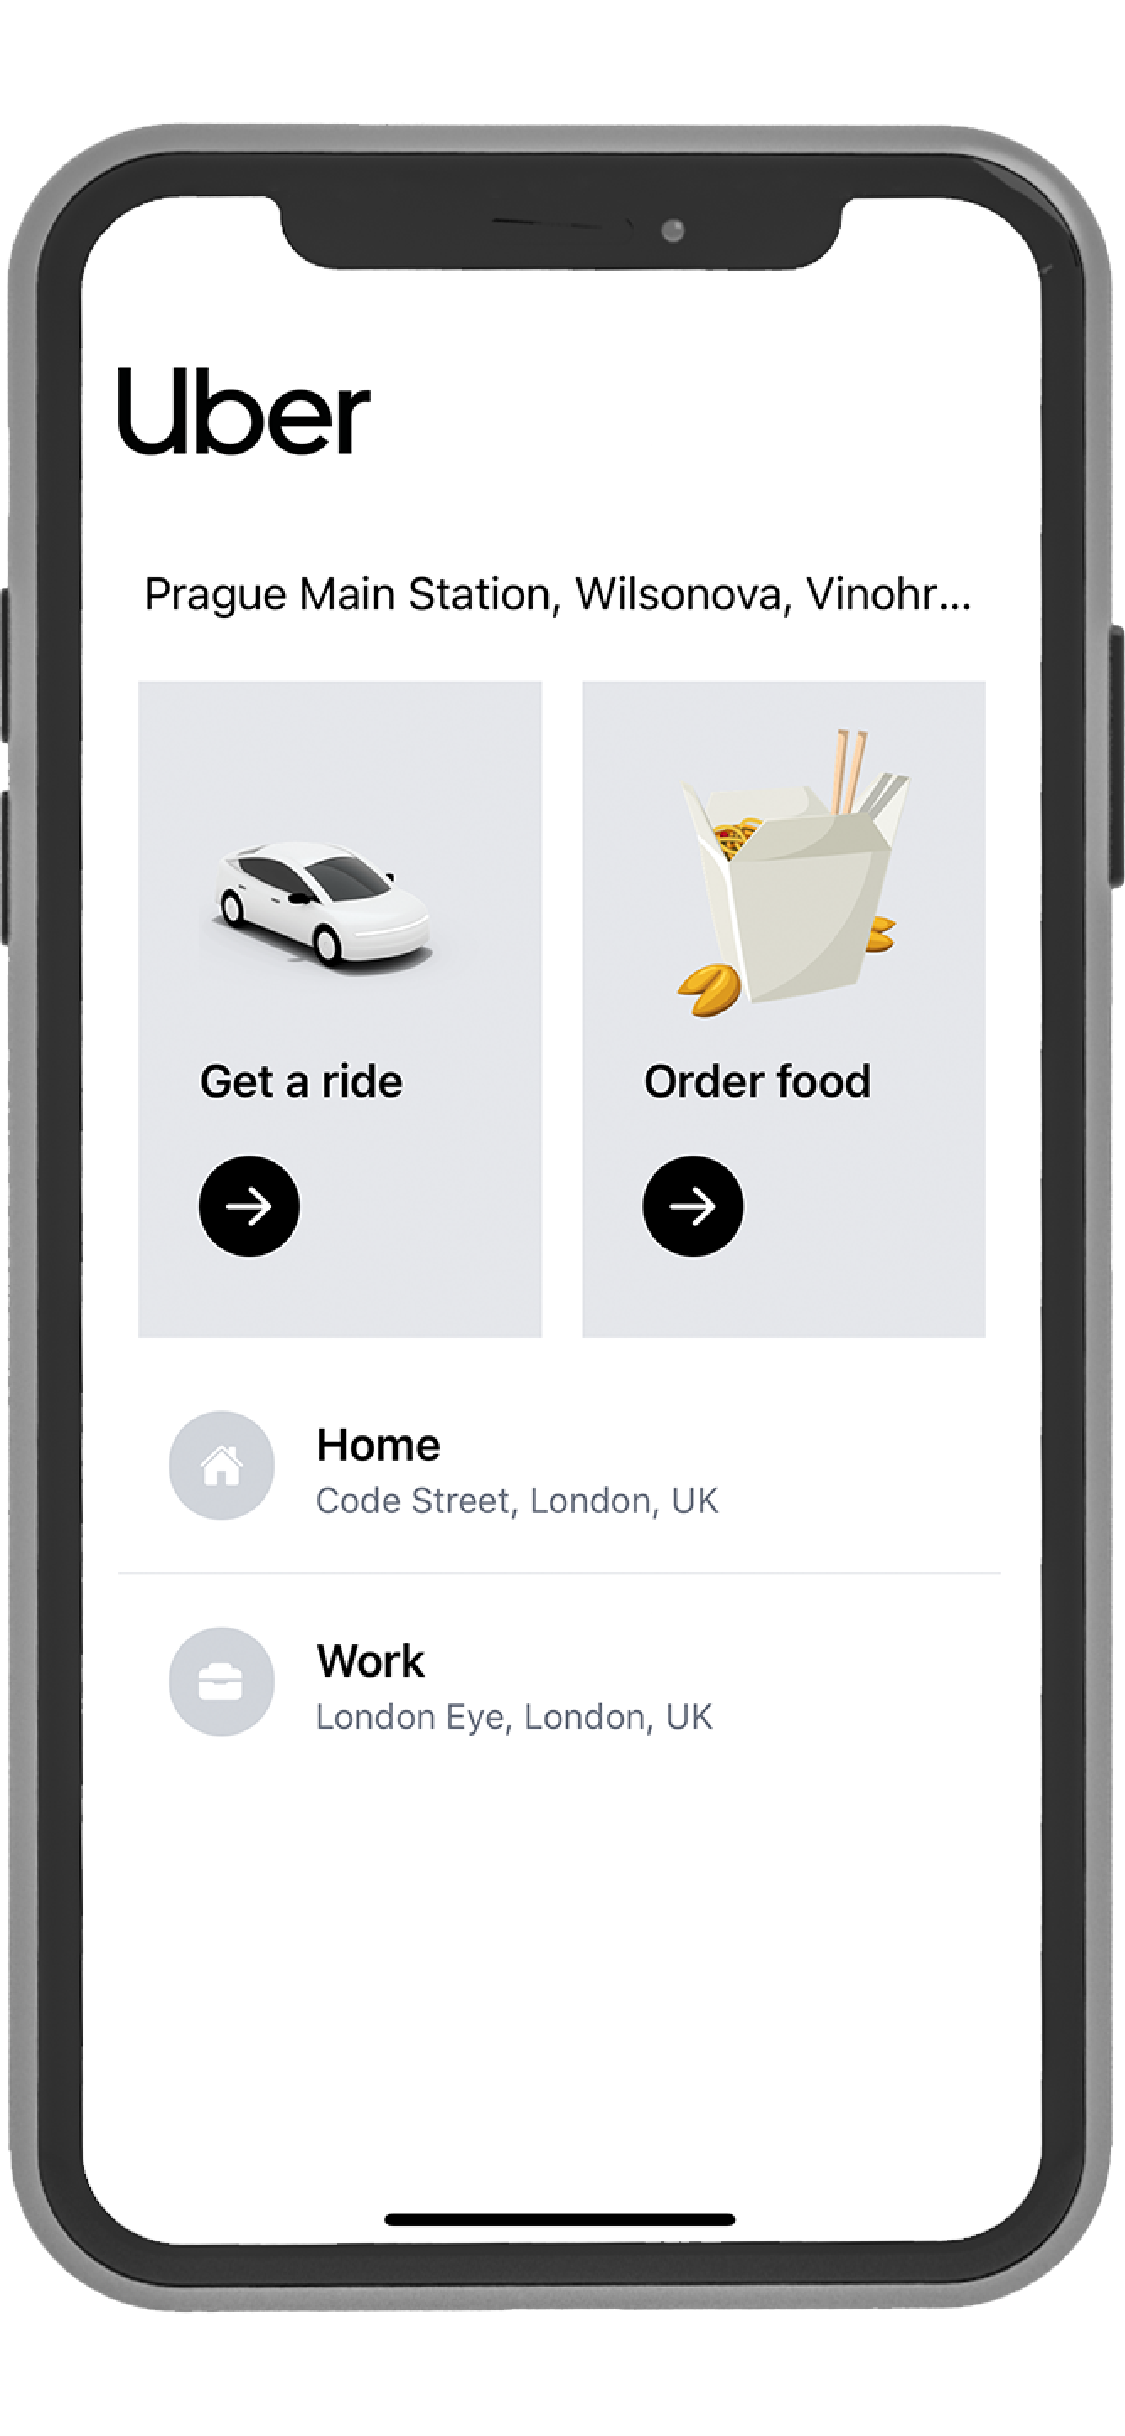 Uber
Prague Main Station, Wilsonova, Vinohr...
Get a ride
Order food
Home
Code Street, London, UK
Work
London Eye, London, UK